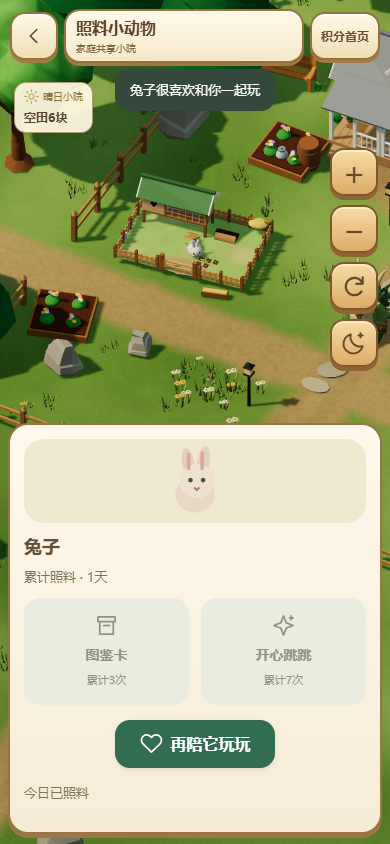 照料小动物
家庭共享小院
积分首页
晴日小院
空田6块
兔子很喜欢和你一起玩
兔子
累计照料 · 1天
图鉴卡
累计3次
开心跳跳
累计7次
再陪它玩玩
今日已照料